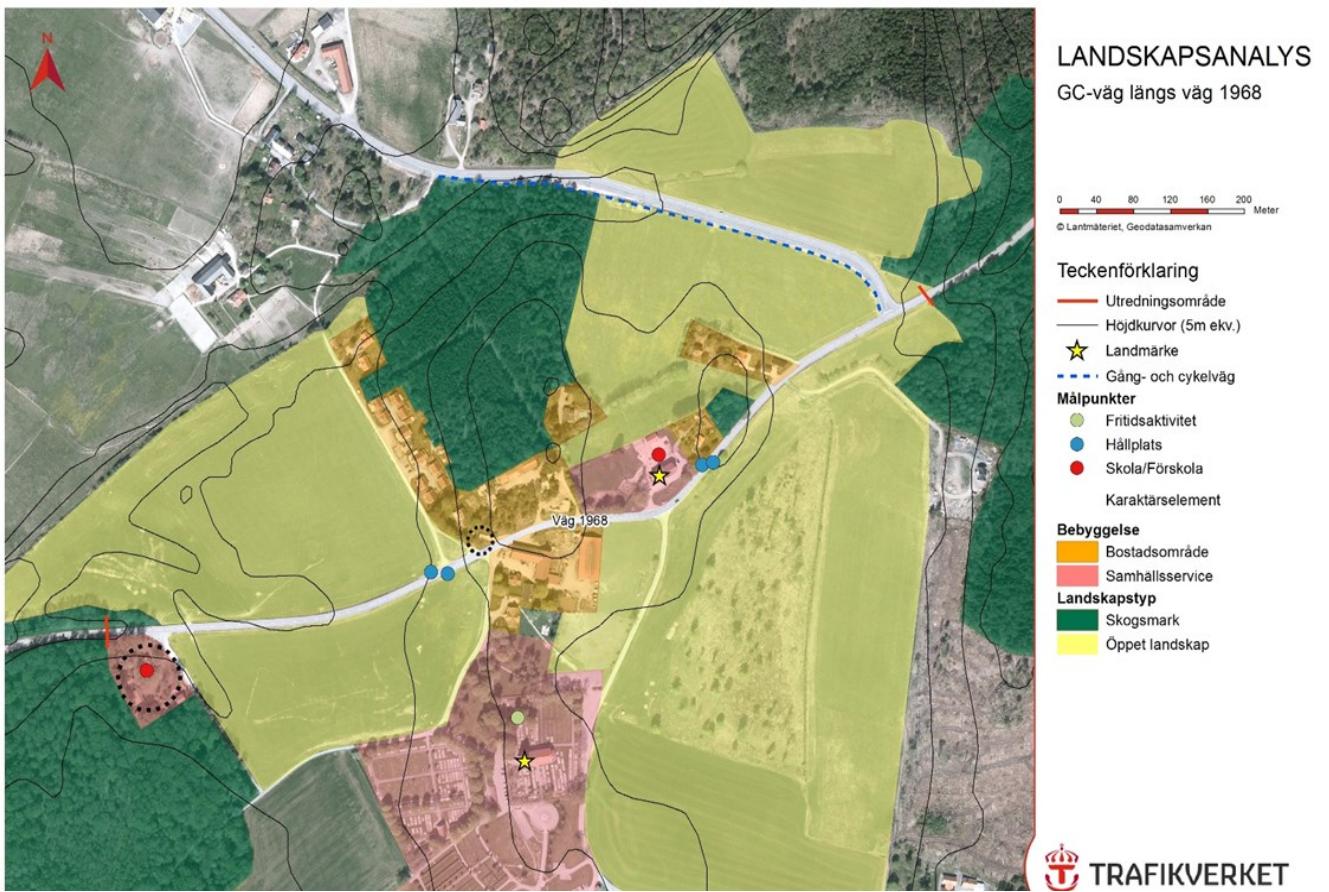 N
Väg 1968
LANDSKAPSANALYS
GC-väg längs väg 1968
0 40 80 120 160 200
Meter
© Lantmäteriet, Geodatasamverkan
Teckenförklaring
Utredningsområde
Höjdkurvor (5m ekv.)
Landmärke
Gång- och cykelväg
Målpunkter
Fritidsaktivitet
Hållplats
Skola/Förskola
Karaktärselement
Bebyggelse
Bostadsområde
Samhällsservice
Landskapstyp
Skogsmark
Öppet landskap
TRAFIKVERKET